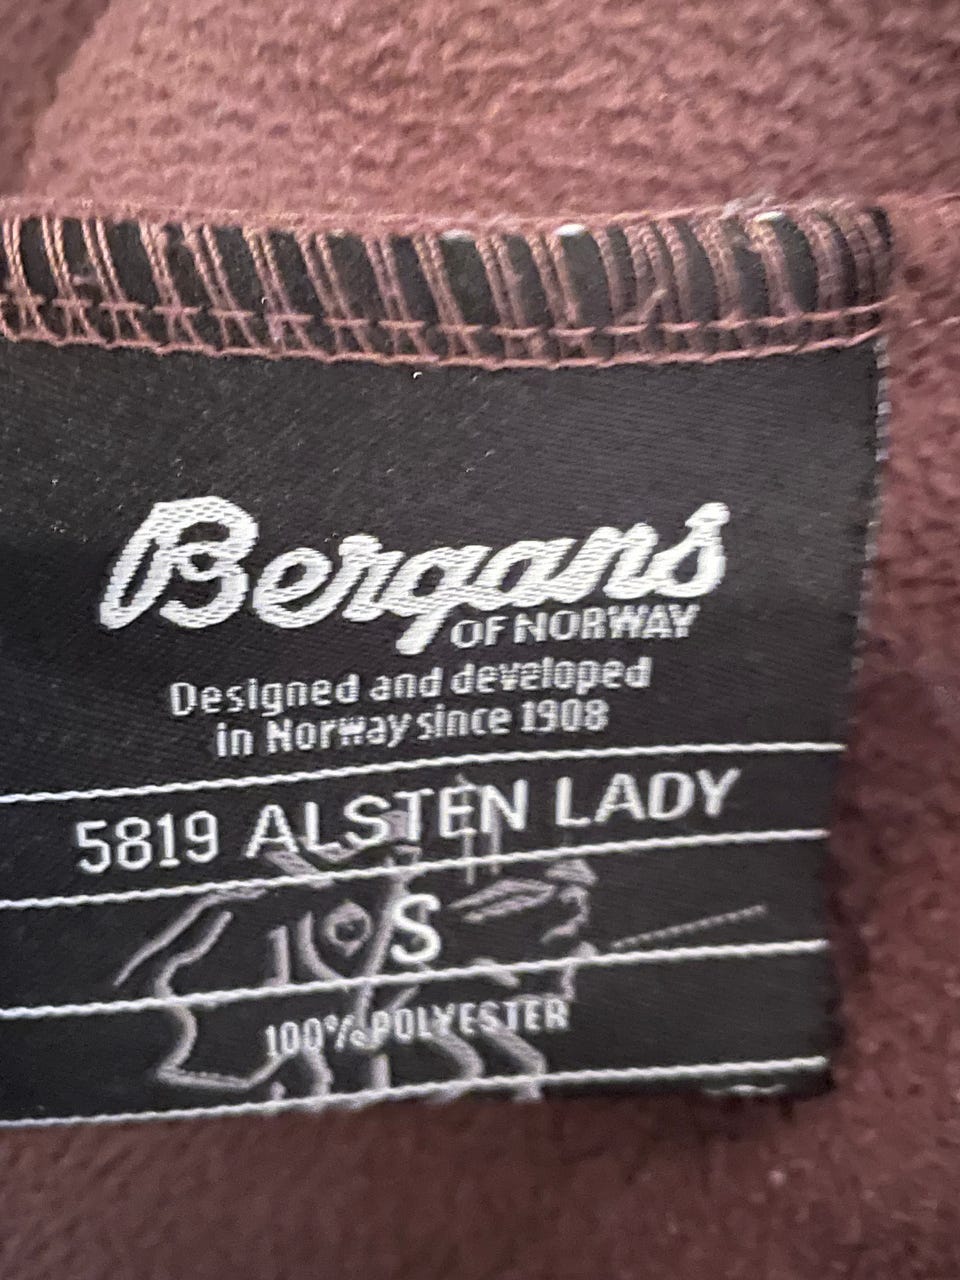 Bergans
OF NORWAY
Designed and developed
in Norway since 1908
5819 ALSTEN LADY
S
100% POLYESTER